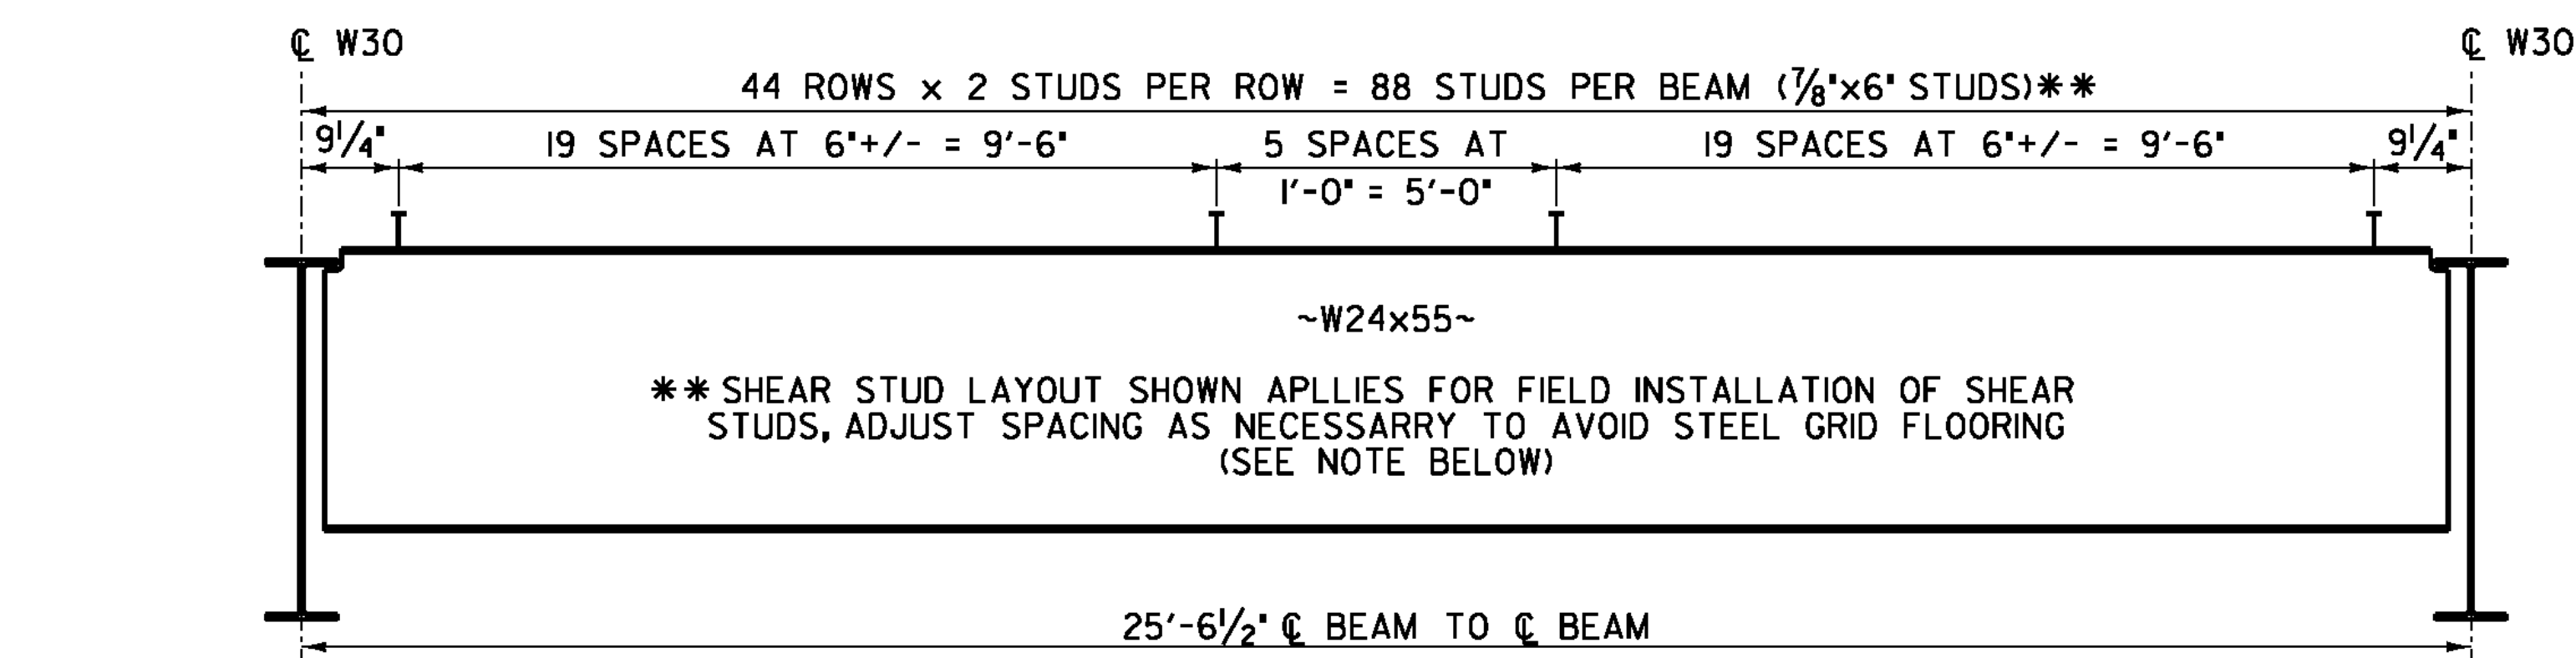 ℄ W30
℄ W30
44 ROWS x 2 STUDS PER ROW = 88 STUDS PER BEAM (7/8"x6" STUDS)**
9 1/4"
19 SPACES AT 6"+/- = 9'-6"
5 SPACES AT
1'-0" = 5'-0"
19 SPACES AT 6"+/- = 9'-6"
9 1/4"
~W24x55~
**SHEAR STUD LAYOUT SHOWN APLLIES FOR FIELD INSTALLATION OF SHEAR
STUDS, ADJUST SPACING AS NECESSARRY TO AVOID STEEL GRID FLOORING
(SEE NOTE BELOW)
25'-6 1/2" ℄ BEAM TO ℄ BEAM